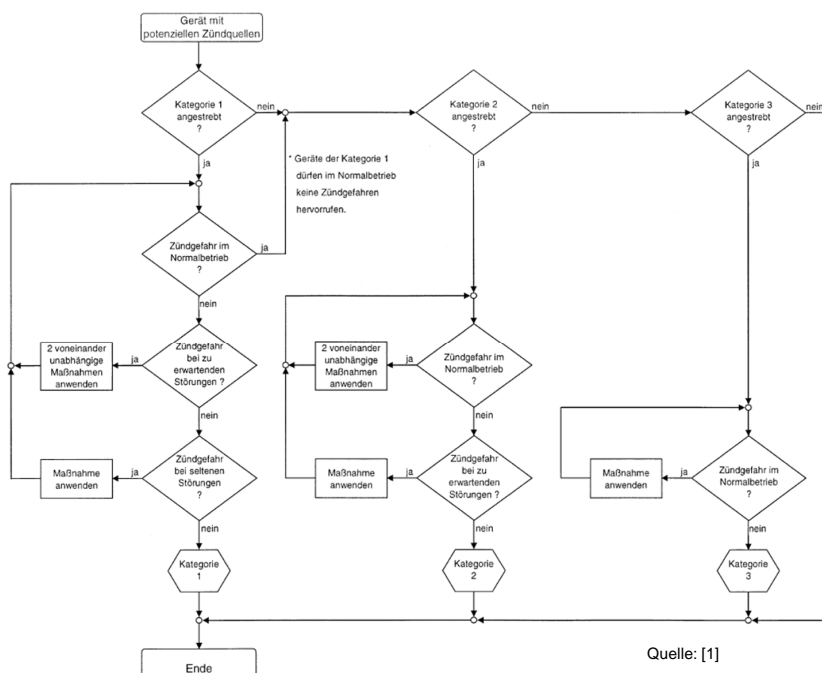 Gerät mit
potenziellen Zündquellen
Kategorie 1
angestrebt
?
nein
ja
Kategorie 2
angestrebt
?
nein
ja
Kategorie 3
angestrebt
?
nein
ja
* Geräte der Kategorie 1
dürfen im Normalbetrieb
keine Zündgefahren
hervorrufen.
Zündgefahr im
Normalbetrieb
?
ja
nein
2 voneinander
unabhängige
Maßnahmen
anwenden
ja
Zündgefahr
bei zu
erwartenden
Störungen ?
nein
Maßnahme
anwenden
ja
Zündgefahr
bei seltenen
Störungen
?
nein
Kategorie
1
2 voneinander
unabhängige
Maßnahmen
anwenden
ja
Zündgefahr im
Normalbetrieb
?
nein
Maßnahme
anwenden
ja
Zündgefahr
bei zu
erwartenden
Störungen ?
nein
Kategorie
2
Maßnahme
anwenden
ja
Zündgefahr im
Normalbetrieb
?
nein
Kategorie
3
Ende
Quelle: [1]